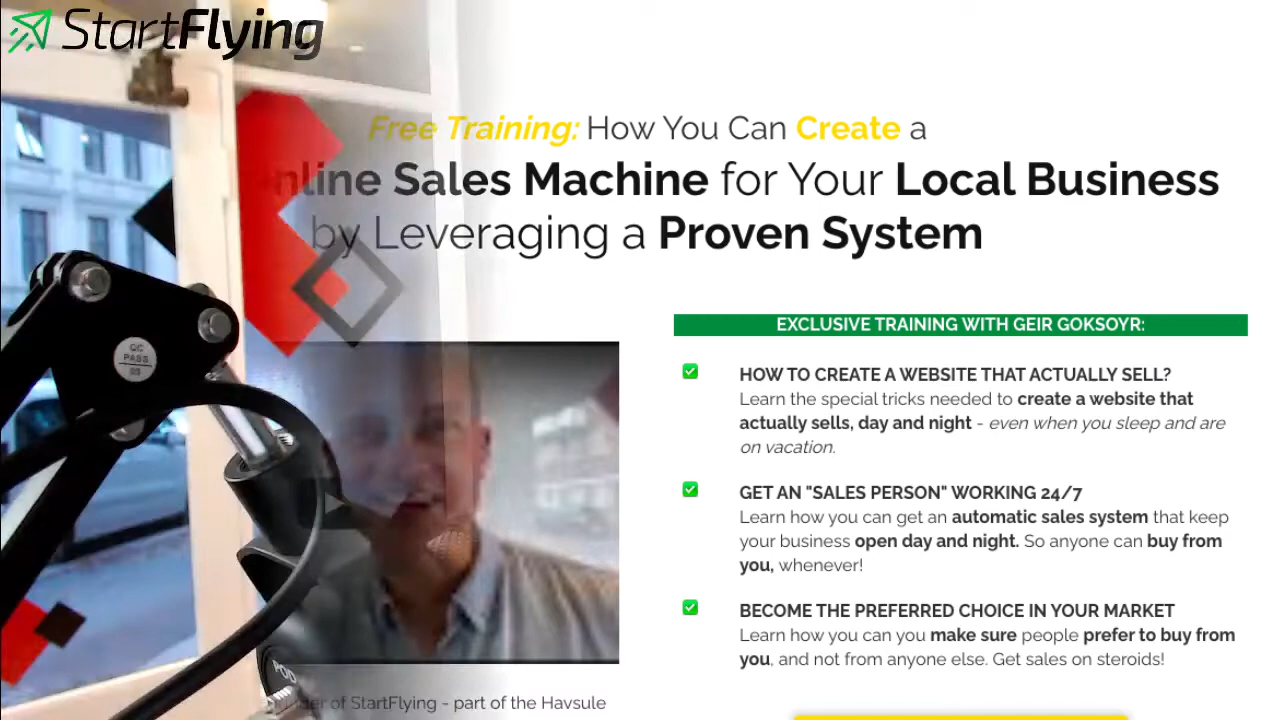 StartFlying
Free Training: How You Can Create a
nline Sales Machine for Your Local Business
by Leveraging a Proven System
EXCLUSIVE TRAINING WITH GEIR GOKSOYR:
HOW TO CREATE A WEBSITE THAT ACTUALLY SELL?
Learn the special tricks needed to create a website that
actually sells, day and night - even when you sleep and are
on vacation.
GET AN "SALES PERSON" WORKING 24/7
Learn how you can get an automatic sales system that keep
your business open day and night. So anyone can buy from
you, whenever!
BECOME THE PREFERRED CHOICE IN YOUR MARKET
Learn how you can you make sure people prefer to buy from
you, and not from anyone else. Get sales on steroids!
QC
PASS
of StartFlying - part of the Havsule